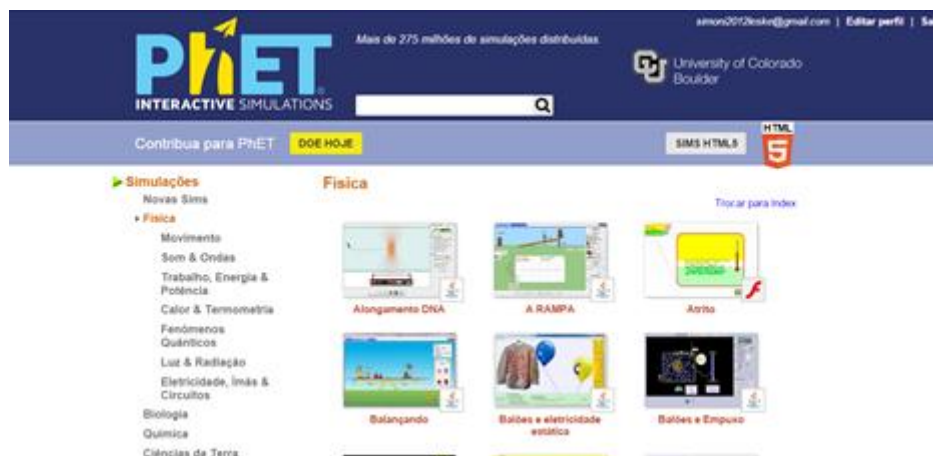 simoni2012leske@gmail.com | Editar perfil | Sa
PhET
INTERACTIVE SIMULATIONS
Mais de 275 milhões de simulações distribuídas
University of Colorado
Boulder
Contribua para PhET
DOE HOJE
SIMS HTML5
HTML
5
Simulações
Novas Sims
Física
Movimento
Som & Ondas
Trabalho, Energia &
Potência
Calor & Termometria
Fenômenos
Quânticos
Luz & Radiação
Eletricidade, Ímãs &
Circuitos
Biologia
Química
Ciências da Terra
Física
Trocar para Index
Alongamento DNA
A RAMPA
Atrito
Balançando
Balões e eletricidade
estática
Balões e Empuxo